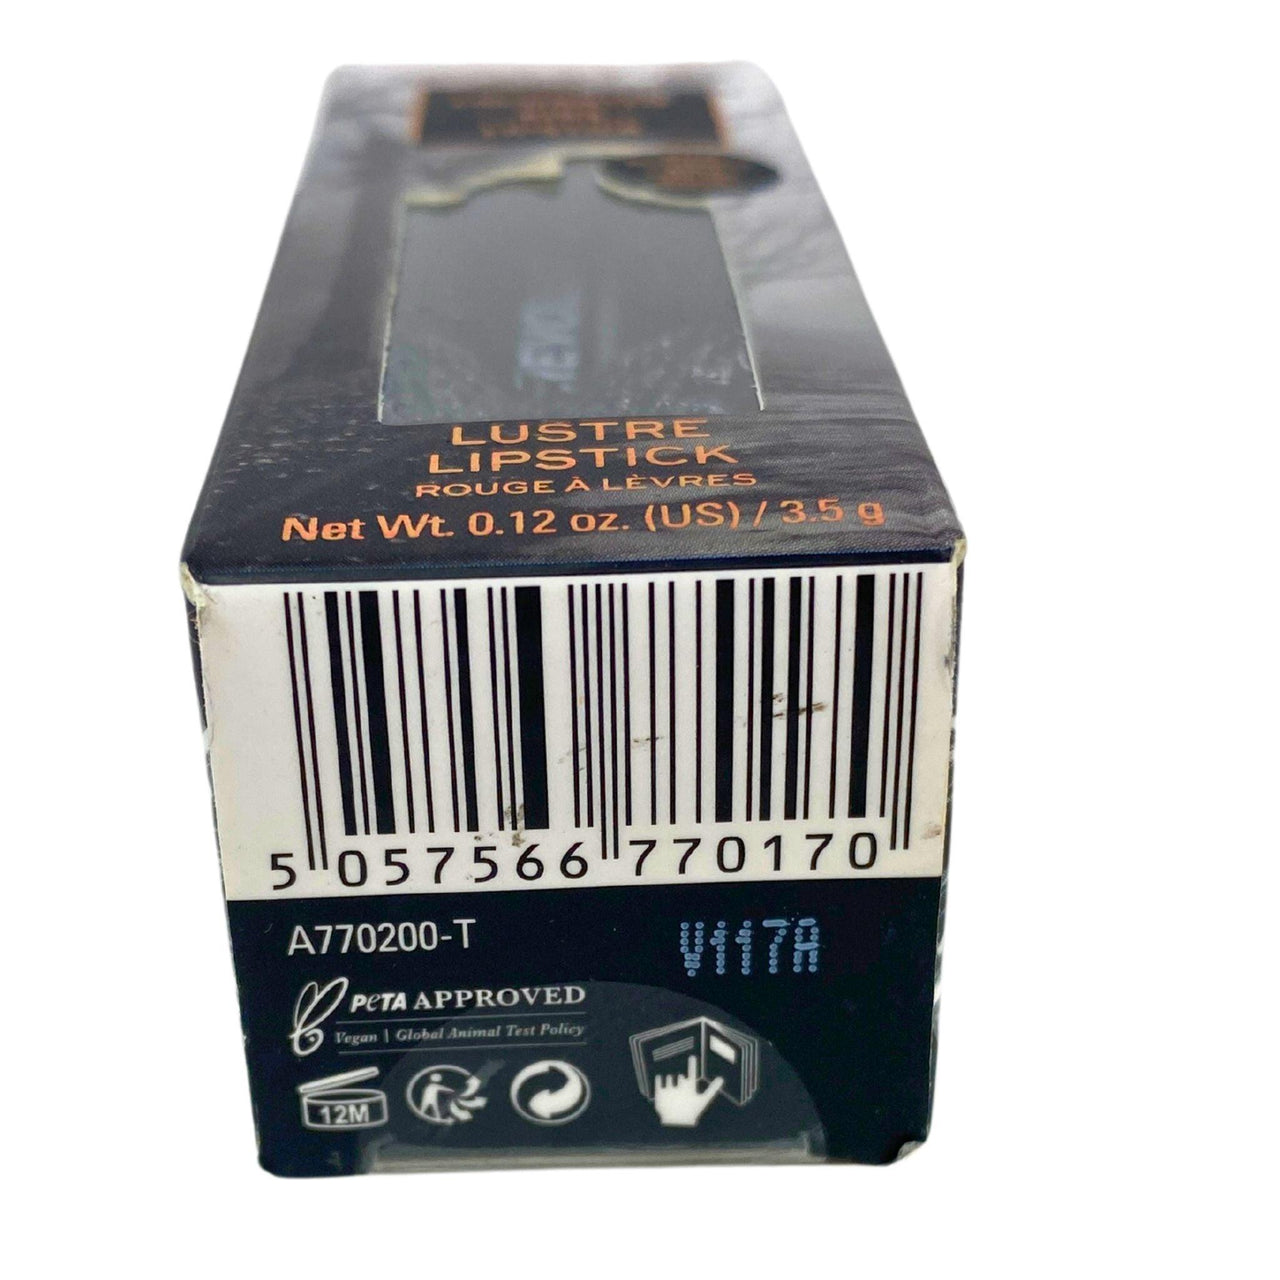 LUSTRE
LIPSTICK
ROUGE À LÈVRES
Net Wt. 0.12 oz. (US) / 3.5 g
5 057566 770170
A770200-T
V117A
PeTA APPROVED
Vegan | Global Animal Test Policy
12M